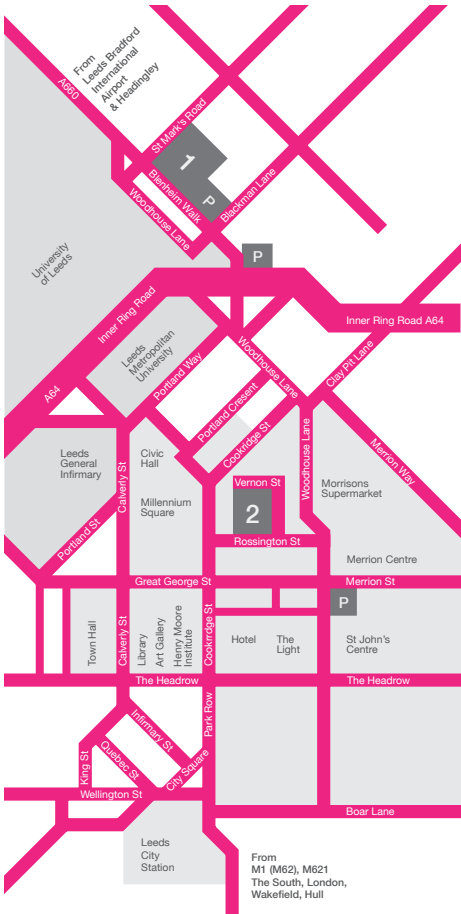 From
Leeds Bradford
International
Airport
& Headingley
A660
St Mark's Road
1
P
Blenheim Walk
Blackman Lane
Woodhouse Lane
University
of Leeds
P
Inner Ring Road
Inner Ring Road A64
Leeds
Metropolitan
University
Portland Way
Woodhouse Lane
Clay Pit Lane
A64
Portland Cresent
Cookridge St
Merrion Way
Leeds
General
Infirmary
Calverly St
Civic
Hall
Woodhouse Lane
Vernon St
2
Morrisons
Supermarket
Millennium
Square
Portland St
Rossington St
Merrion Centre
Great George St
Merrion St
P
Town Hall
Calverly St
Library
Art Gallery
Henry Moore
Institute
Cookrrdge St
Hotel
The
Light
St John's
Centre
The Headrow
The Headrow
Park Row
Infirmary St
King St
Quebec St
City Square
Wellington St
Boar Lane
Leeds
City
Station
From
M1 (M62), M621
The South, London,
Wakefield, Hull